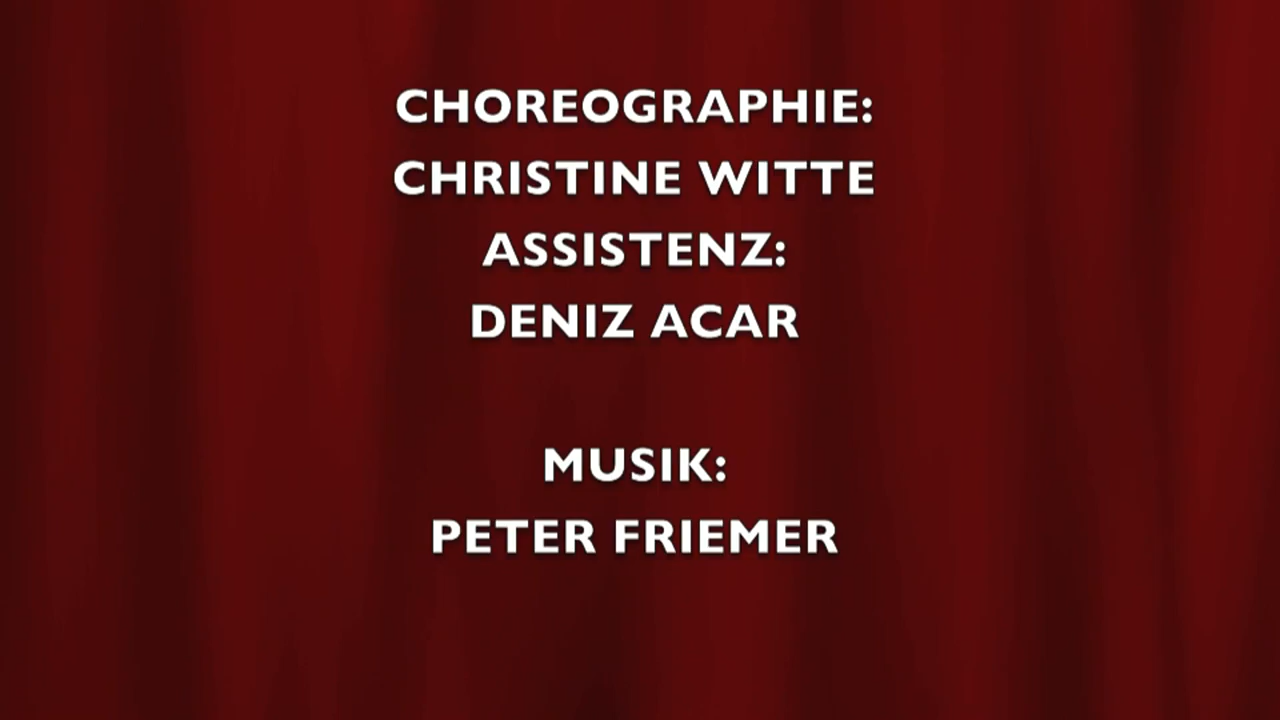 CHOREOGRAPHIE:
CHRISTINE WITTE
ASSISTENZ:
DENIZ ACAR
MUSIK:
PETER FRIEMER